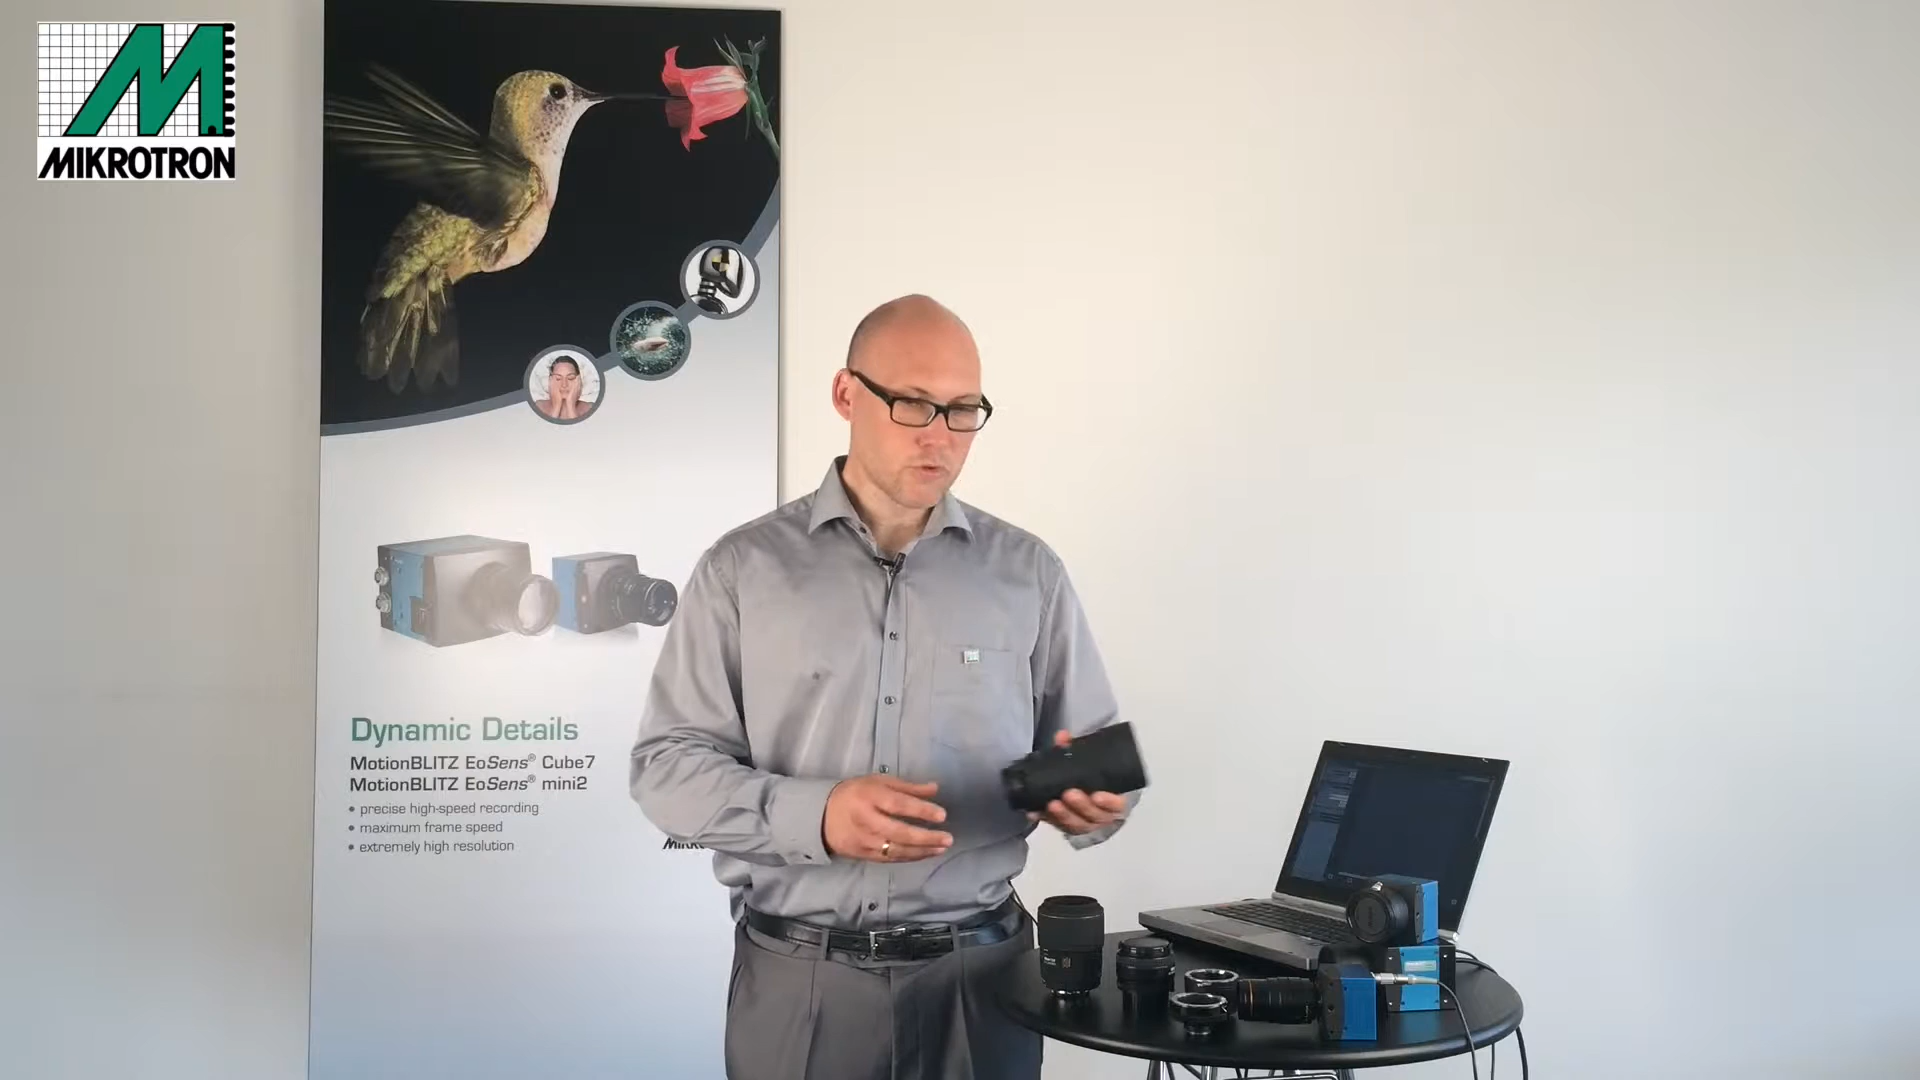 MIKROTRON
Dynamic Details
MotionBLITZ EoSens® Cube7
MotionBLITZ EoSens® mini2
• precise high-speed recording
• maximum frame speed
• extremely high resolution